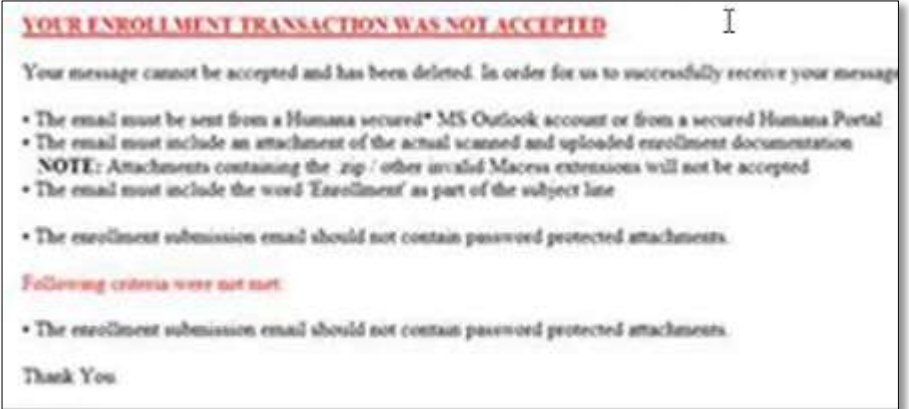 YOUR ENROLLMENT TRANSACTION WAS NOT ACCEPTED
Your message cannot be accepted and has been deleted. In order for us to successfully receive your message
• The email must be sent from a Humana secured* MS Outlook account or from a secured Humana Portal
• The email must include an attachment of the actual scanned and uploaded enrollment documentation
NOTE: Attachments containing the .zip / other invalid Macess extensions will not be accepted
• The email must include the word 'Enrollment' as part of the subject line
• The enrollment submission email should not contain password protected attachments.
Following criteria were not met:
• The enrollment submission email should not contain password protected attachments.
Thank You